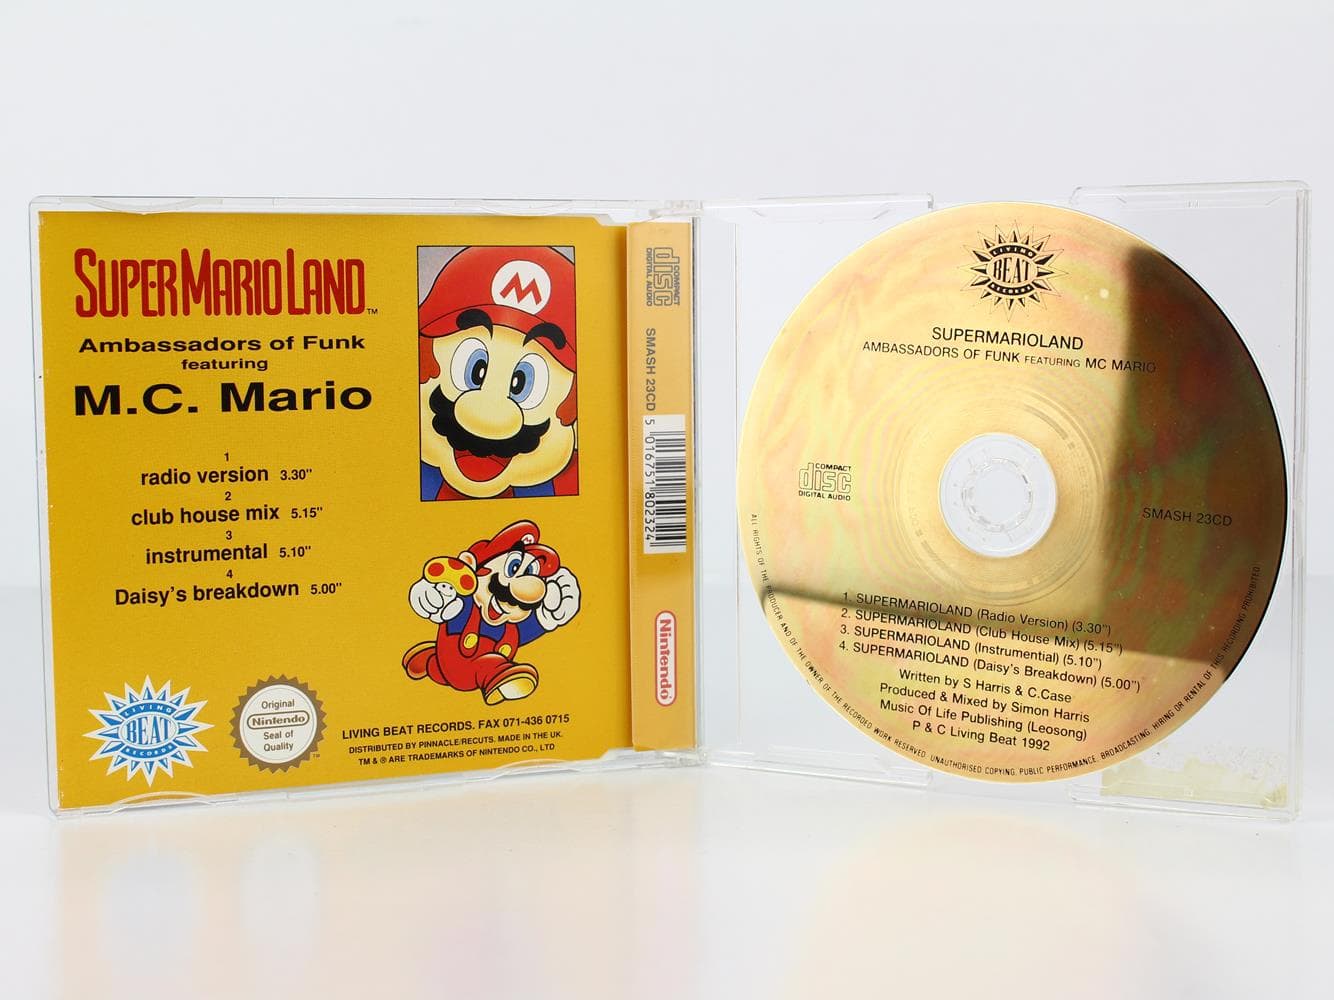 SUPER MARIO LAND™
Ambassadors of Funk
featuring
M.C. Mario
1
radio version 3.30"
2
club house mix 5.15"
3
instrumental 5.10"
4
Daisy's breakdown 5.00"
M
M
LIVING
BEAT
RECORDS
Original
Nintendo
Seal of
Quality
TM
LIVING BEAT RECORDS. FAX 071-436 0715
DISTRIBUTED BY PINNACLE/RECUTS. MADE IN THE UK.
TM & ® ARE TRADEMARKS OF NINTENDO CO., LTD
COMPACT
disc
DIGITAL AUDIO
SMASH 23CD
5 016751 802324
Nintendo
LIVING
BEAT
RECORDS
SUPERMARIOLAND
AMBASSADORS OF FUNK FEATURING MC MARIO
COMPACT
disc
DIGITAL AUDIO
SMASH 23CD
1. SUPERMARIOLAND (Radio Version) (3.30")
2. SUPERMARIOLAND (Club House Mix) (5.15")
3. SUPERMARIOLAND (Instrumental) (5.10")
4. SUPERMARIOLAND (Daisy's Breakdown) (5.00")
Written by S Harris & C.Case
Produced & Mixed by Simon Harris
Music Of Life Publishing (Leosong)
P & C Living Beat 1992
ALL RIGHTS OF THE PRODUCER AND OF THE OWNER OF THE RECORDED WORK RESERVED. UNAUTHORISED COPYING, PUBLIC PERFORMANCE, BROADCASTING, HIRING OR RENTAL OF THIS RECORDING PROHIBITED